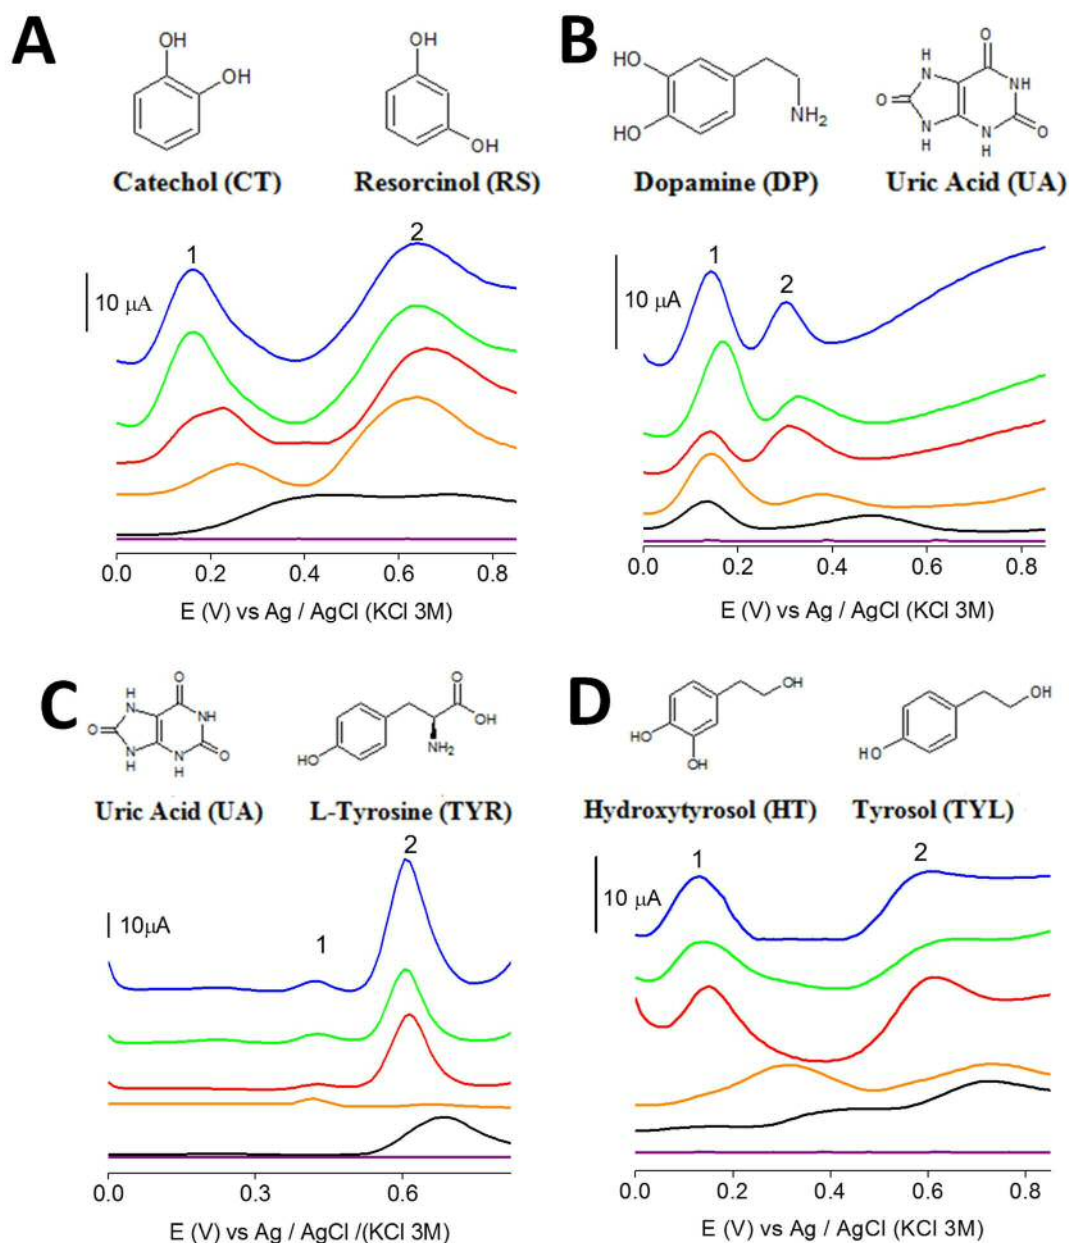 A
OH
OH
OH
OH
Catechol (CT)
Resorcinol (RS)
1
2
10 μA
0.0
0.2
0.4
0.6
0.8
E (V) vs Ag / AgCl (KCl 3M)
B
HO
HO
NH2
O
H
N
NH
O
N
H
N
H
O
Dopamine (DP)
Uric Acid (UA)
1
2
10 μA
0.0
0.2
0.4
0.6
0.8
E (V) vs Ag / AgCl (KCl 3M)
C
O
H
N
NH
O
N
H
N
H
O
O
OH
NH2
HO
Uric Acid (UA)
L-Tyrosine (TYR)
2
1
10μA
0.0
0.3
0.6
E (V) vs Ag / AgCl /(KCl 3M)
D
OH
HO
OH
OH
HO
Hydroxytyrosol (HT)
Tyrosol (TYL)
1
2
10 μA
0.0
0.2
0.4
0.6
0.8
E (V) vs Ag / AgCl (KCl 3M)